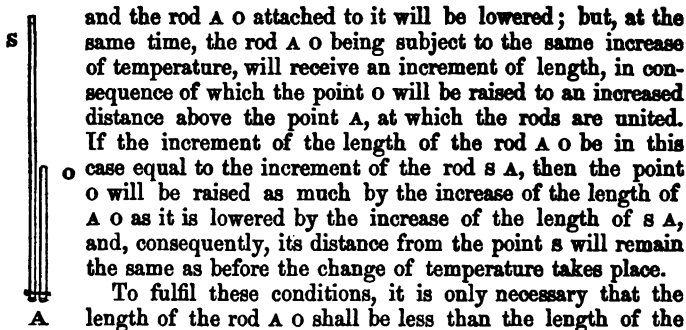 and the rod A O attached to it will be lowered; but, at the
S
same time, the rod A O being subject to the same increase
of temperature, will receive an increment of length, in con-
sequence of which the point O will be raised to an increased
distance above the point A, at which the rods are united.
If the increment of the length of the rod A O be in this
O
case equal to the increment of the rod S A, then the point
O will be raised as much by the increase of the length of
A O as it is lowered by the increase of the length of S A,
and, consequently, its distance from the point S will remain
the same as before the change of temperature takes place.
To fulfil these conditions, it is only necessary that the
A
length of the rod A O shall be less than the length of the